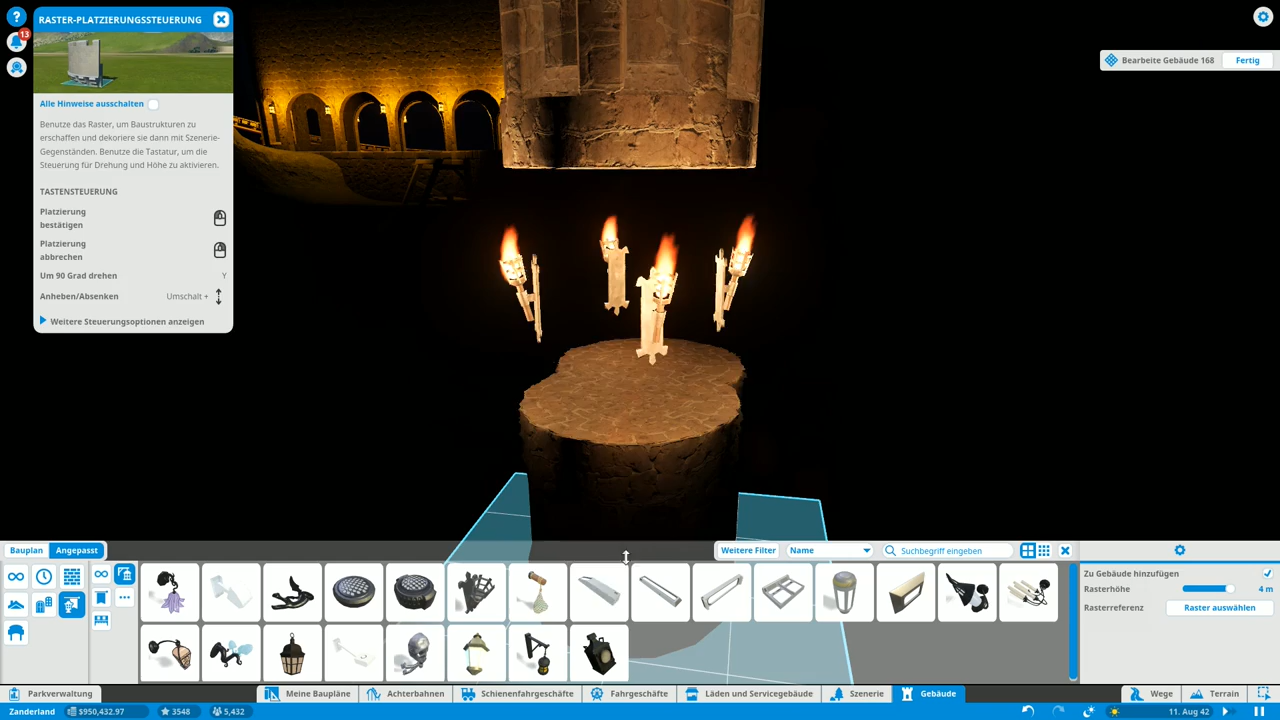 RASTER-PLATZIERUNGSSTEUERUNG
13
Alle Hinweise ausschalten
Benutze das Raster, um Baustrukturen zu
erschaffen und dekoriere sie dann mit Szenerie-
Gegenständen. Benutze die Tastatur, um die
Steuerung für Drehung und Höhe zu aktivieren.
TASTENSTEUERUNG
Platzierung
bestätigen
Platzierung
abbrechen
Um 90 Grad drehen Y
Anheben/Absenken Umschalt +
Weitere Steuerungsoptionen anzeigen
Bearbeite Gebäude 168 Fertig
Bauplan Angepasst Weitere Filter Name Suchbegriff eingeben
Zu Gebäude hinzufügen
Rasterhöhe 4 m
Rasterreferenz Raster auswählen
Parkverwaltung Meine Baupläne Achterbahnen Schienenfahrgeschäfte Fahrgeschäfte Läden und Servicegebäude Szenerie Gebäude Wege Terrain
Zanderland $950,432.97 3548 5,432 11. Aug 42